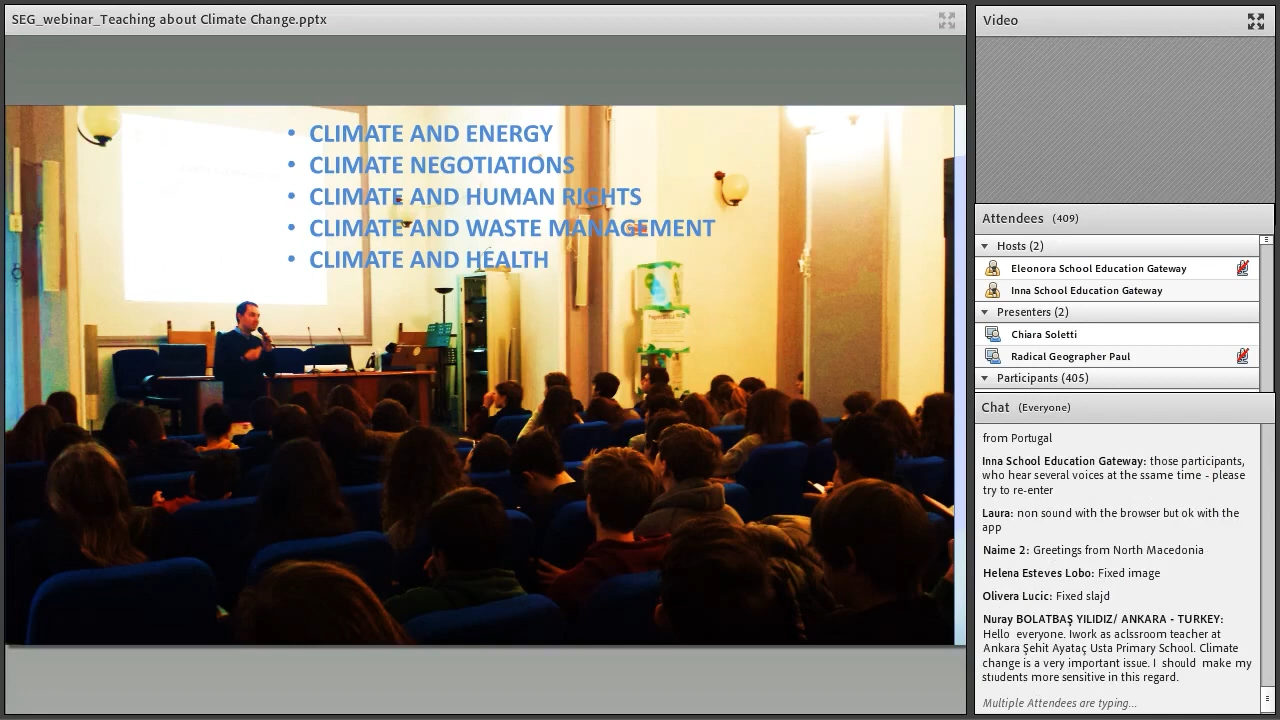 SEG_webinar_Teaching about Climate Change.pptx
• CLIMATE AND ENERGY
• CLIMATE NEGOTIATIONS
• CLIMATE AND HUMAN RIGHTS
• CLIMATE AND WASTE MANAGEMENT
• CLIMATE AND HEALTH
Video
Attendees (409)
Hosts (2)
Eleonora School Education Gateway
Inna School Education Gateway
Presenters (2)
Chiara Soletti
Radical Geographer Paul
Participants (405)
Chat (Everyone)
from Portugal
Inna School Education Gateway: those participants,
who hear several voices at the ssame time - please
try to re-enter
Laura: non sound with the browser but ok with the
app
Naime 2: Greetings from North Macedonia
Helena Esteves Lobo: Fixed image
Olivera Lucic: Fixed slajd
Nuray BOLATBAŞ YILIDIZ/ ANKARA - TURKEY:
Hello everyone. Iwork as aclssroom teacher at
Ankara Şehit Ayataç Usta Primary School. Climate
change is a very important issue. I should make my
students more sensitive in this regard.
Multiple Attendees are typing...